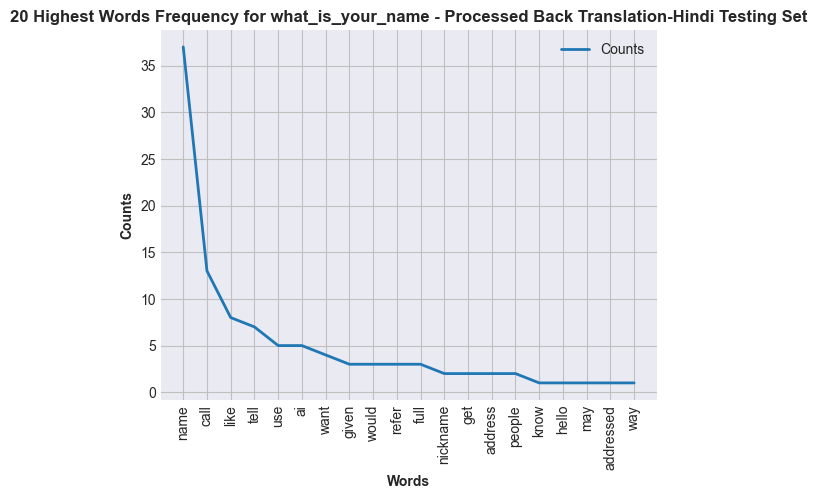 20 Highest Words Frequency for what_is_your_name - Processed Back Translation-Hindi Testing Set
Counts
35
30
25
20
15
10
5
0
Counts
name
call
like
tell
use
ai
want
given
would
refer
full
nickname
get
address
people
know
hello
may
addressed
way
Words